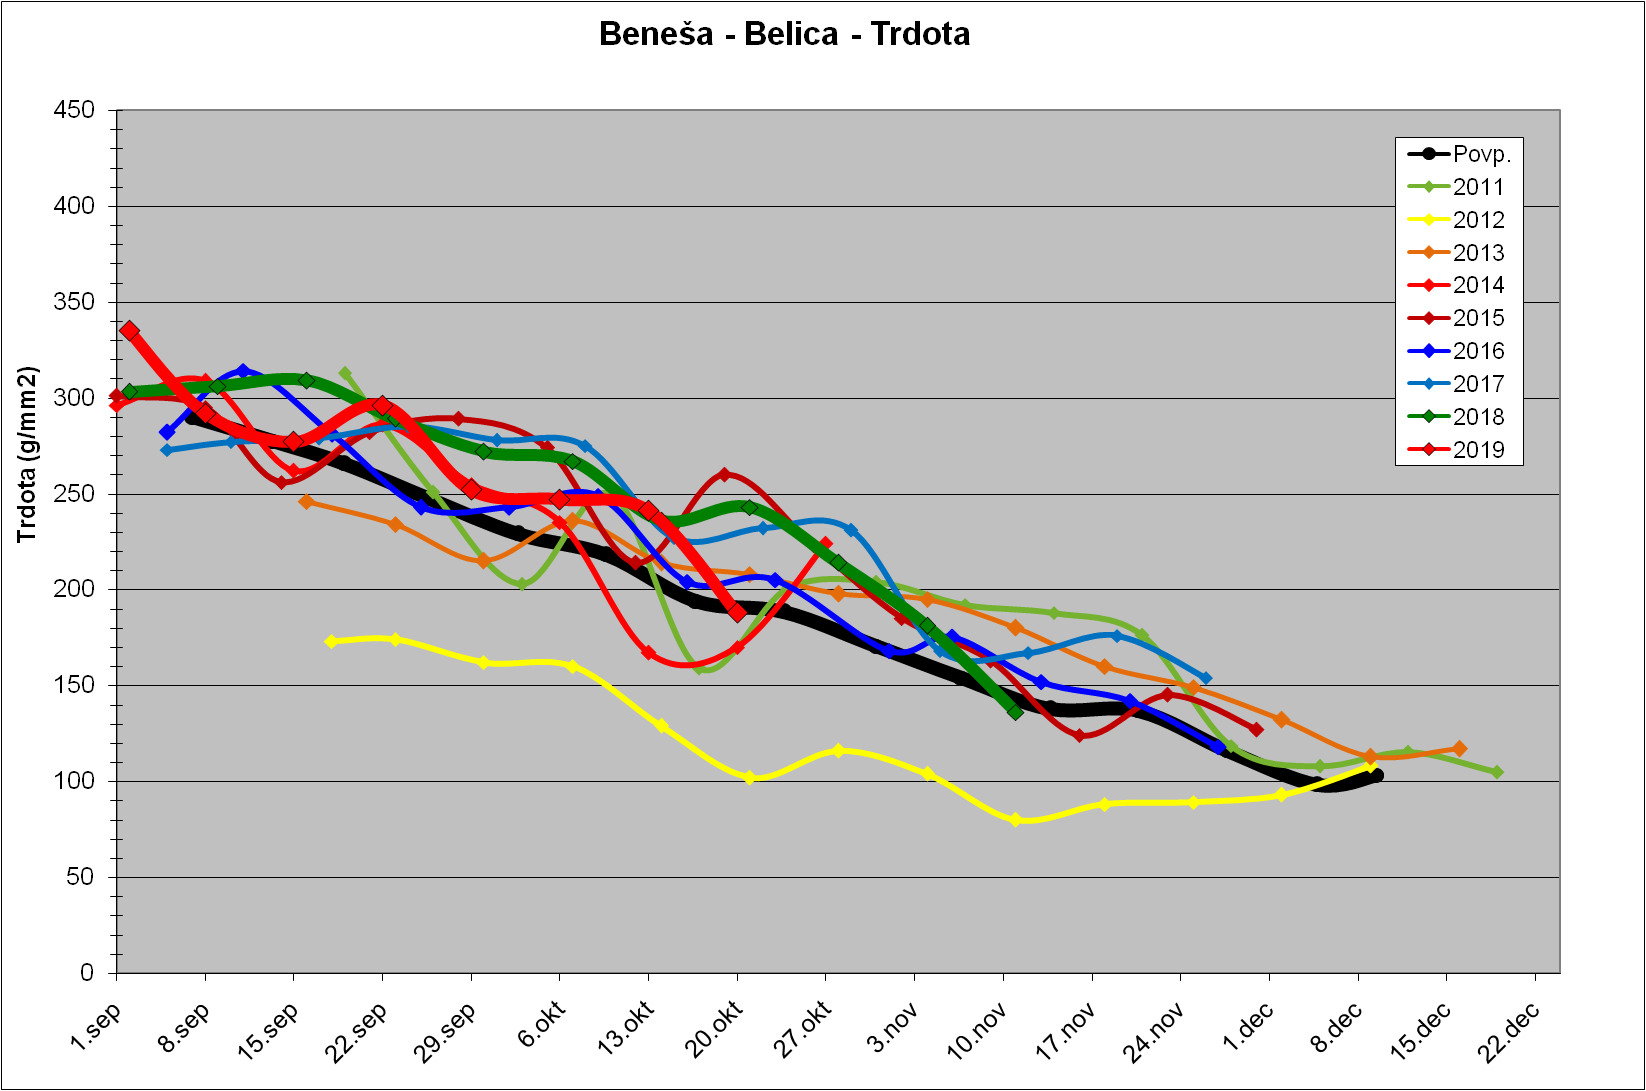 Beneša - Belica - Trdota
Trdota (g/mm2)
450
400
350
300
250
200
150
100
50
0
1.sep
8.sep
15.sep
22.sep
29.sep
6.okt
13.okt
20.okt
27.okt
3.nov
10.nov
17.nov
24.nov
1.dec
8.dec
15.dec
22.dec
Povp.
2011
2012
2013
2014
2015
2016
2017
2018
2019